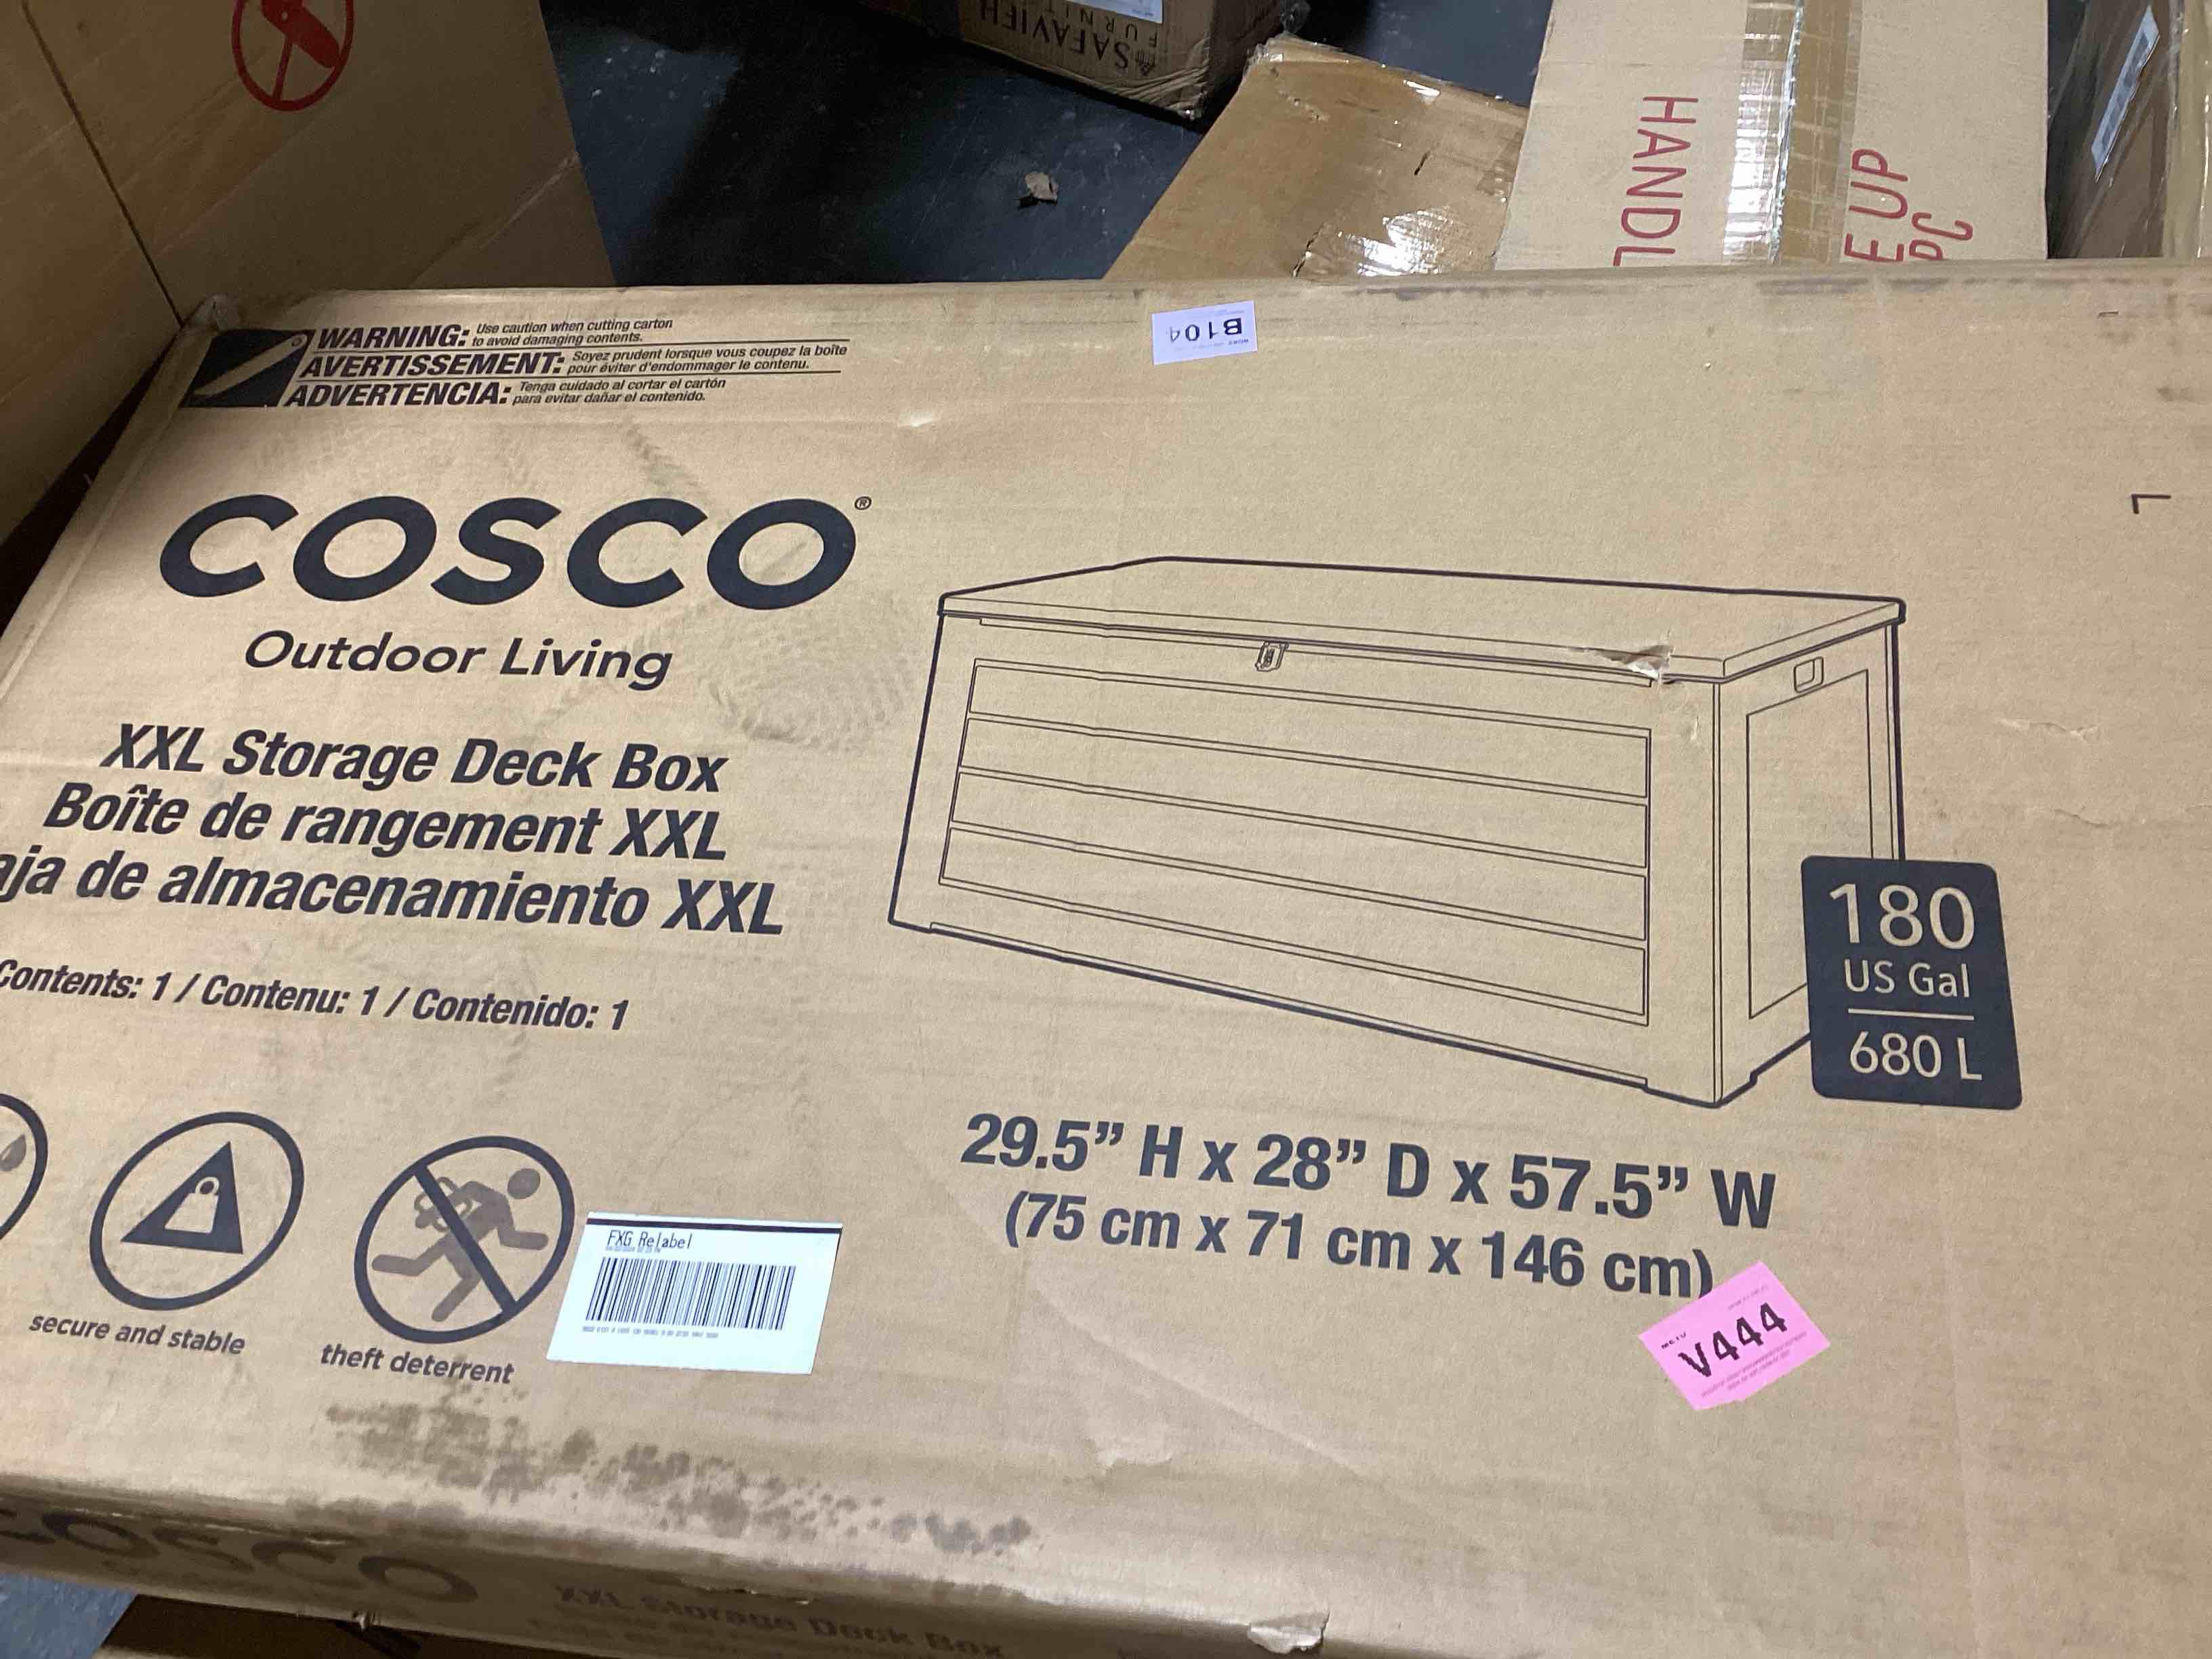 SAFAVIEH
FURNIT
HANDL
E UP
WARNING: Use caution when cutting carton
to avoid damaging contents.
AVERTISSEMENT: Soyez prudent lorsque vous coupez la boîte
pour éviter d'endommager le contenu.
ADVERTENCIA: Tenga cuidado al cortar el cartón
para evitar dañar el contenido.
B104
COSCO®
Outdoor Living
XXL Storage Deck Box
Boîte de rangement XXL
aja de almacenamiento XXL
Contents: 1 / Contenu: 1 / Contenido: 1
180
US Gal
680 L
29.5” H x 28” D x 57.5” W
(75 cm x 71 cm x 146 cm)
secure and stable
theft deterrent
FXG Relabel
V444
COSCO
XXL Storage Deck Box